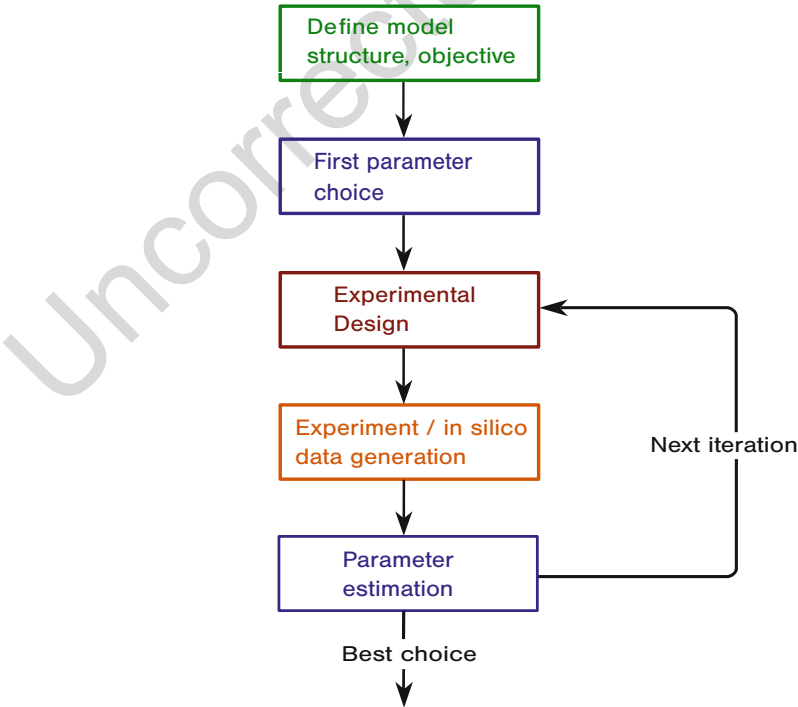 Define model
structure, objective
First parameter
choice
Experimental
Design
Experiment / in silico
data generation
Next iteration
Parameter
estimation
Best choice
Uncorrecte